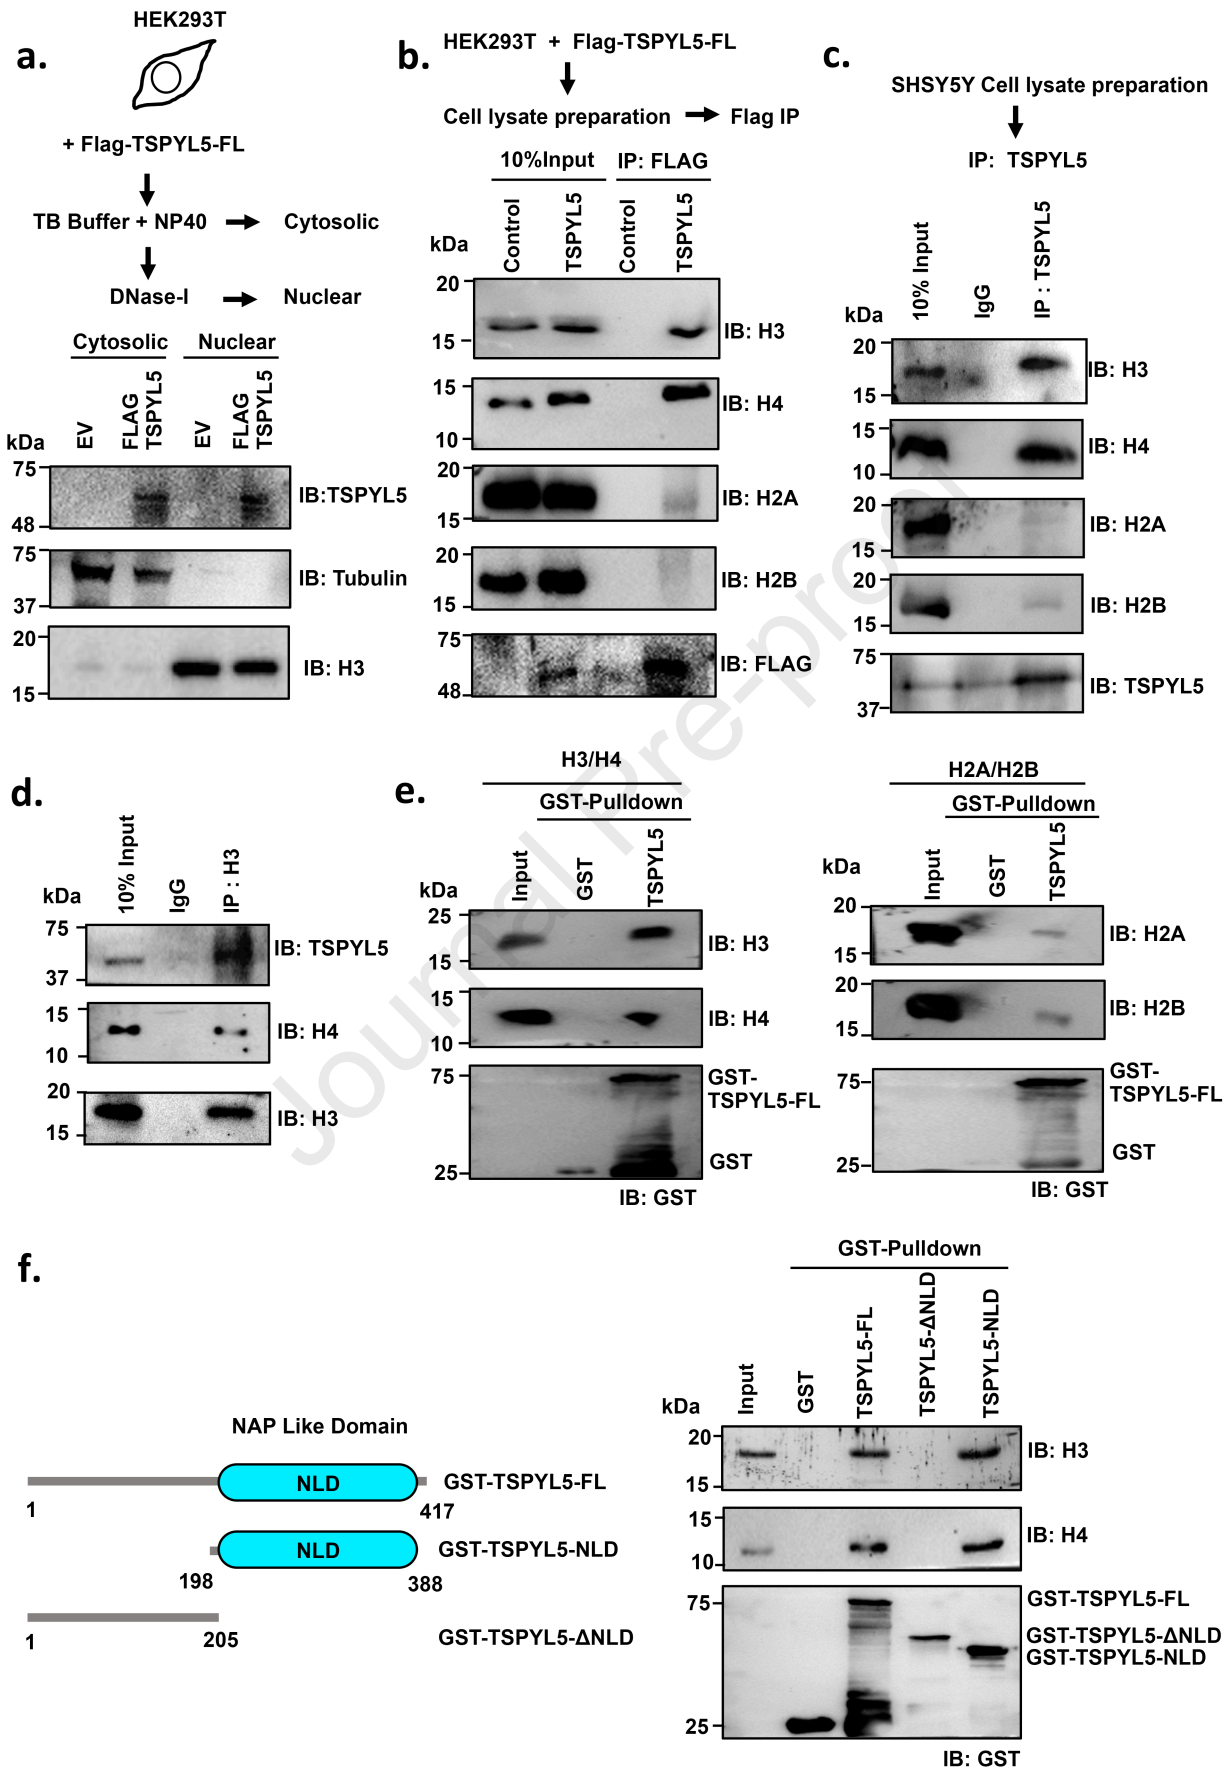 a.
HEK293T
+ Flag-TSPYL5-FL
TB Buffer + NP40
Cytosolic
DNase-I
Nuclear
Cytosolic
Nuclear
kDa
EV
FLAG
TSPYL5
EV
FLAG
TSPYL5
75
48
IB:TSPYL5
75
37
IB: Tubulin
20
15
IB: H3
b.
HEK293T + Flag-TSPYL5-FL
Cell lysate preparation
Flag IP
10%Input
IP: FLAG
kDa
Control
TSPYL5
Control
TSPYL5
20
15
IB: H3
15
10
IB: H4
20
15
IB: H2A
20
15
IB: H2B
75
48
IB: FLAG
c.
SHSY5Y Cell lysate preparation
IP: TSPYL5
kDa
10% Input
IgG
IP : TSPYL5
20
15
IB: H3
15
10
IB: H4
20
15
IB: H2A
20
15
IB: H2B
75
37
IB: TSPYL5
d.
kDa
10% Input
IgG
IP : H3
75
37
IB: TSPYL5
15
10
IB: H4
20
15
IB: H3
e.
H3/H4
GST-Pulldown
kDa
Input
GST
TSPYL5
25
15
IB: H3
15
10
IB: H4
75
25
GST-
TSPYL5-FL
GST
IB: GST
H2A/H2B
GST-Pulldown
kDa
Input
GST
TSPYL5
20
15
IB: H2A
20
15
IB: H2B
75
25
GST-
TSPYL5-FL
GST
IB: GST
f.
NAP Like Domain
NLD
GST-TSPYL5-FL
1
417
NLD
GST-TSPYL5-NLD
198
388
1
205
GST-TSPYL5-ΔNLD
GST-Pulldown
kDa
Input
GST
TSPYL5-FL
TSPYL5-ΔNLD
TSPYL5-NLD
20
15
IB: H3
15
10
IB: H4
75
25
GST-TSPYL5-FL
GST-TSPYL5-ΔNLD
GST-TSPYL5-NLD
IB: GST
Journal Pre-proof